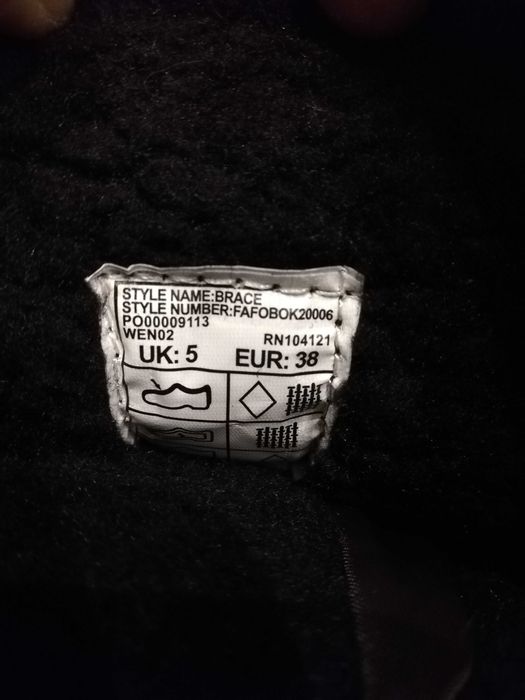 STYLE NAME:BRACE
STYLE NUMBER:FAFOBOK20006
PO00009113
WEN02 RN104121
UK: 5 EUR: 38